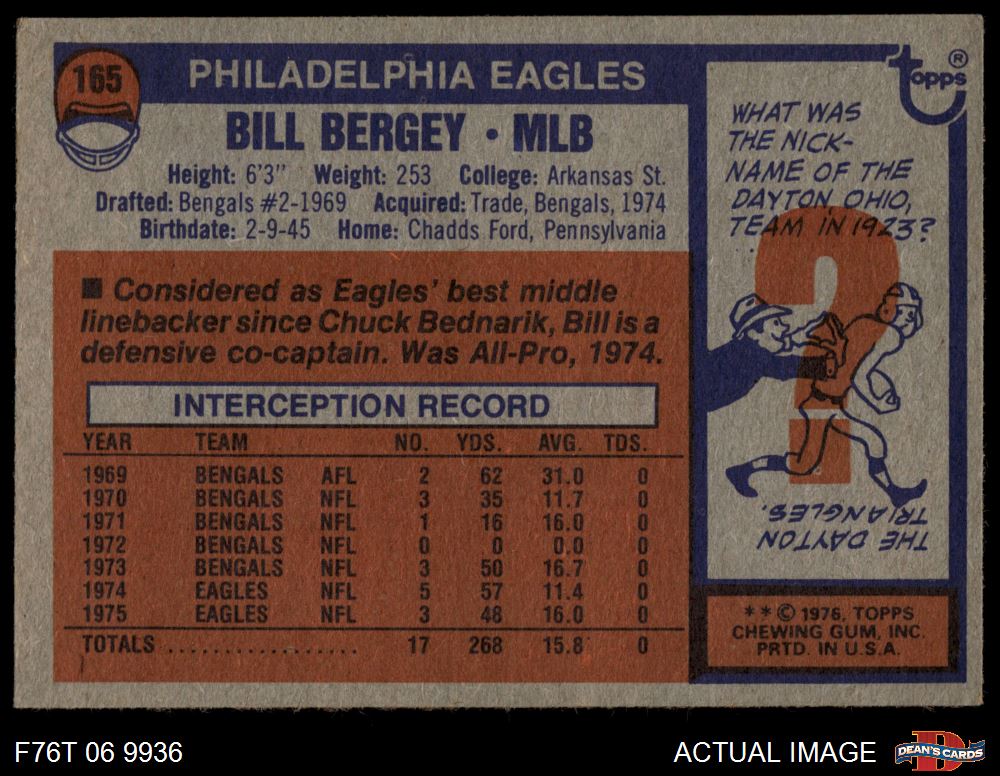 165
PHILADELPHIA EAGLES
BILL BERGEY • MLB
Height: 6'3" Weight: 253 College: Arkansas St.
Drafted: Bengals #2-1969 Acquired: Trade, Bengals, 1974
Birthdate: 2-9-45 Home: Chadds Ford, Pennsylvania
■ Considered as Eagles' best middle
linebacker since Chuck Bednarik, Bill is a
defensive co-captain. Was All-Pro, 1974.
INTERCEPTION RECORD
YEAR TEAM NO. YDS. AVG. TDS.
1969 BENGALS AFL 2 62 31.0 0
1970 BENGALS NFL 3 35 11.7 0
1971 BENGALS NFL 1 16 16.0 0
1972 BENGALS NFL 0 0 0.0 0
1973 BENGALS NFL 3 50 16.7 0
1974 EAGLES NFL 5 57 11.4 0
1975 EAGLES NFL 3 48 16.0 0
TOTALS ................. 17 268 15.8 0
Topps ®
WHAT WAS
THE NICK-
NAME OF THE
DAYTON, OHIO,
TEAM IN 1923?
?
THE DAYTON
TRIANGLES.
* * © 1976, TOPPS
CHEWING GUM, INC.
PRTD. IN U.S.A.
F76T 06 9936
ACTUAL IMAGE
D
DEAN'S CARDS